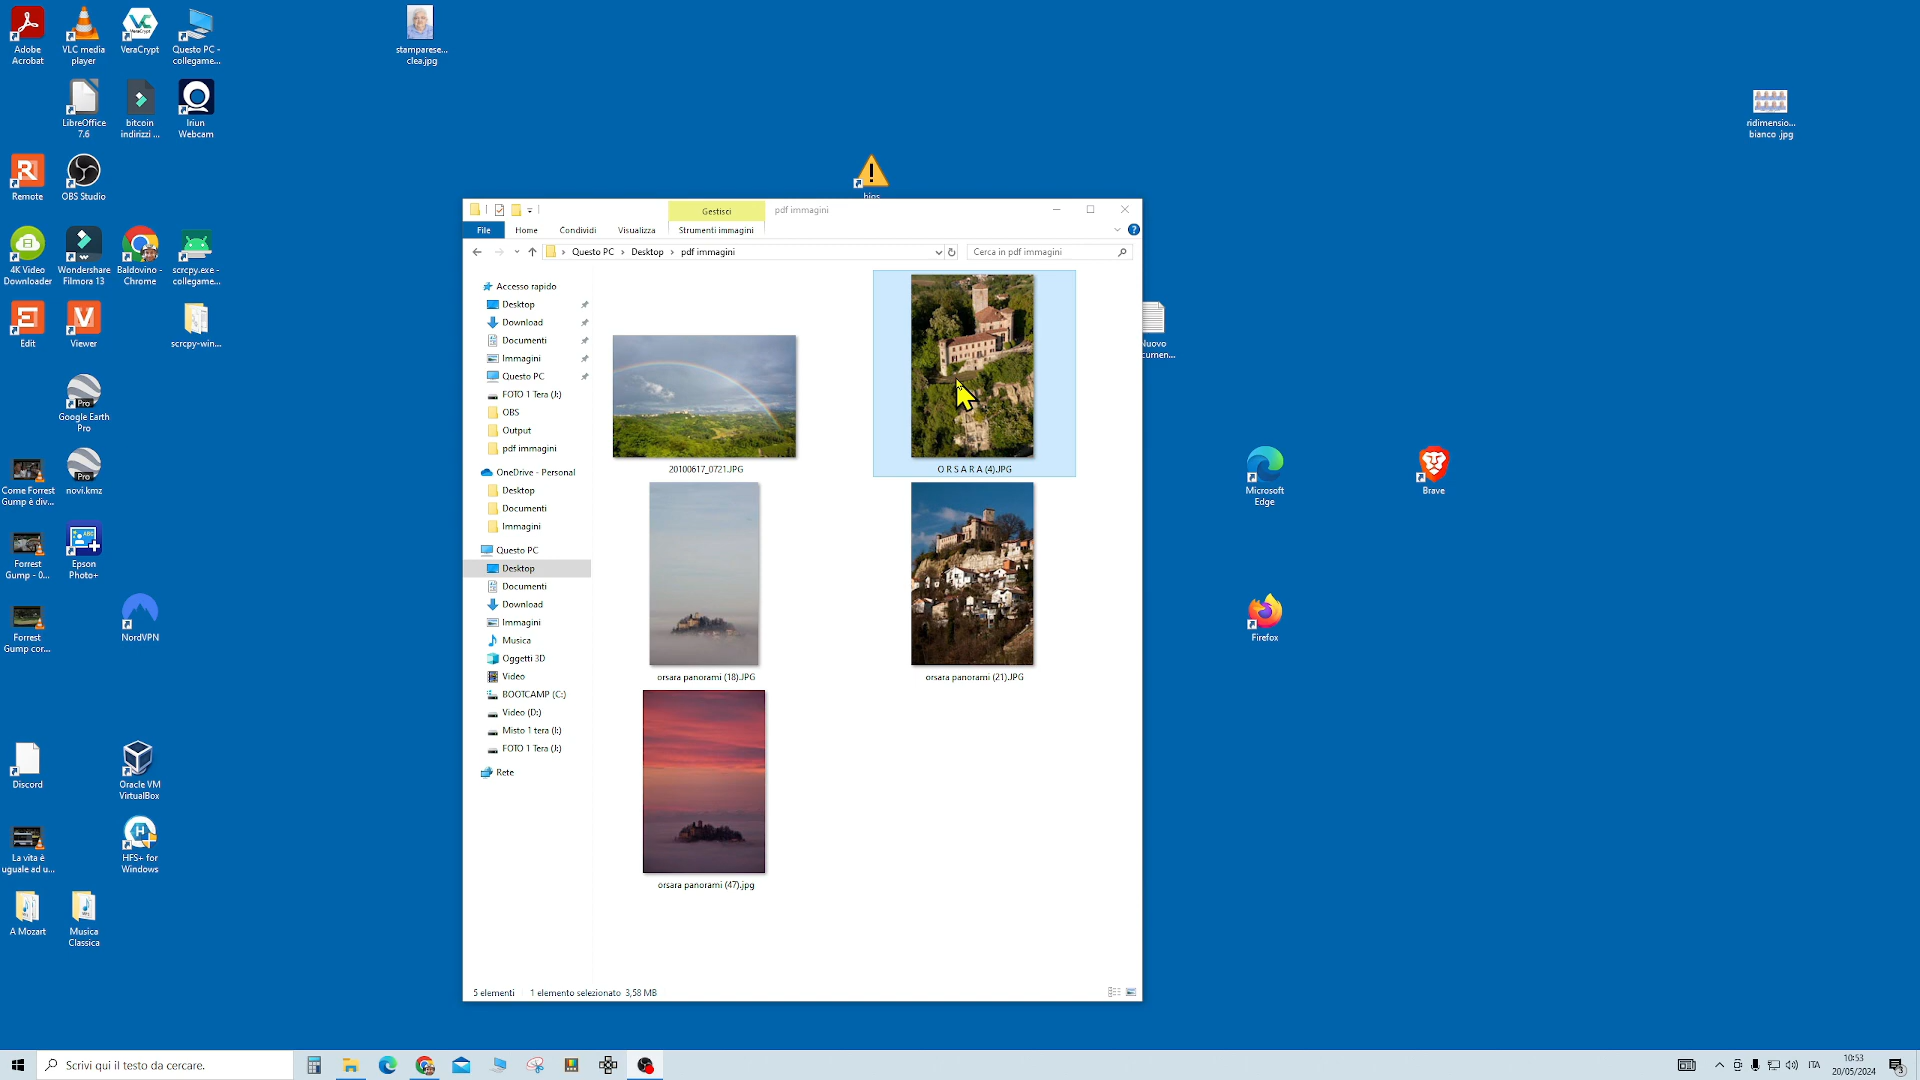 Adobe
Acrobat
VLC media
player
VeraCrypt
Questo PC -
collegame...
stamparese...
clea.jpg
LibreOffice
7.6
bitcoin
indirizzi ...
Iriun
Webcam
ridimensio...
bianco .jpg
Remote
OBS Studio
4K Video
Downloader
Wondershare
Filmora 13
Baldovino -
Chrome
scrcpy.exe -
collegame...
Edit
Viewer
scrcpy-win...
Google Earth
Pro
Come Forrest
Gump è div...
novi.kmz
Forrest
Gump - 0...
Epson
Photo+
Forrest
Gump cor...
NordVPN
Discord
Oracle VM
VirtualBox
La vita è
uguale ad u...
HFS+ for
Windows
A Mozart
Musica
Classica
Gestisci
pdf immagini
File
Home
Condividi
Visualizza
Strumenti immagini
Questo PC > Desktop > pdf immagini
Cerca in pdf immagini
Accesso rapido
Desktop
Download
Documenti
Immagini
Questo PC
FOTO 1 Tera (J:)
OBS
Output
pdf immagini
OneDrive - Personal
Desktop
Documenti
Immagini
Questo PC
Desktop
Documenti
Download
Immagini
Musica
Oggetti 3D
Video
BOOTCAMP (C:)
Video (D:)
Misto 1 tera (I:)
FOTO 1 Tera (J:)
Rete
20100617_0721.JPG
O R S A R A (4).JPG
orsara panorami (18).JPG
orsara panorami (21).JPG
orsara panorami (47).jpg
5 elementi
1 elemento selezionato 3,58 MB
Nuovo
Microsoft
Edge
Brave
Firefox
Scrivi qui il testo da cercare.
ITA
10:53
20/05/2024
3